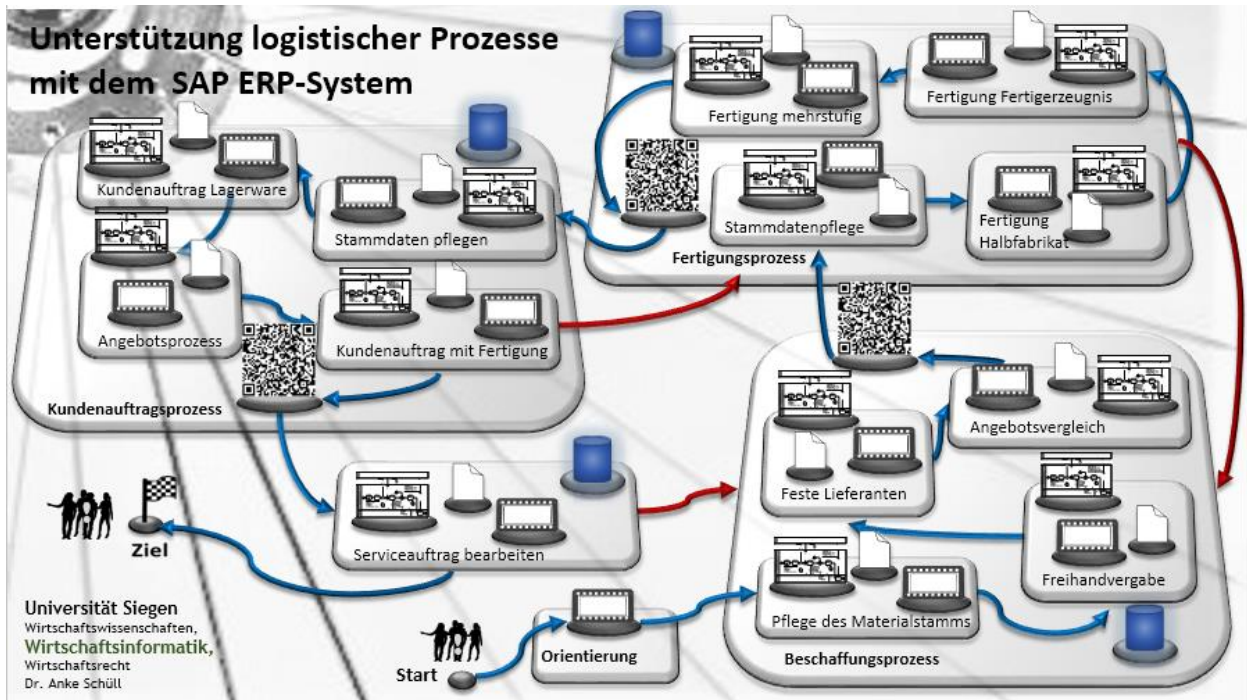 Unterstützung logistischer Prozesse
mit dem SAP ERP-System
Kundenauftrag Lagerware
Stammdaten pflegen
Angebotsprozess
Kundenauftrag mit Fertigung
Kundenauftragsprozess
Fertigung mehrstufig
Fertigung Fertigerzeugnis
Stammdatenpflege
Fertigung
Halbfabrikat
Fertigungsprozess
Angebotsvergleich
Feste Lieferanten
Freihandvergabe
Pflege des Materialstamms
Beschaffungsprozess
Serviceauftrag bearbeiten
Ziel
Orientierung
Start
Universität Siegen
Wirtschaftswissenschaften,
Wirtschaftsinformatik,
Wirtschaftsrecht
Dr. Anke Schüll